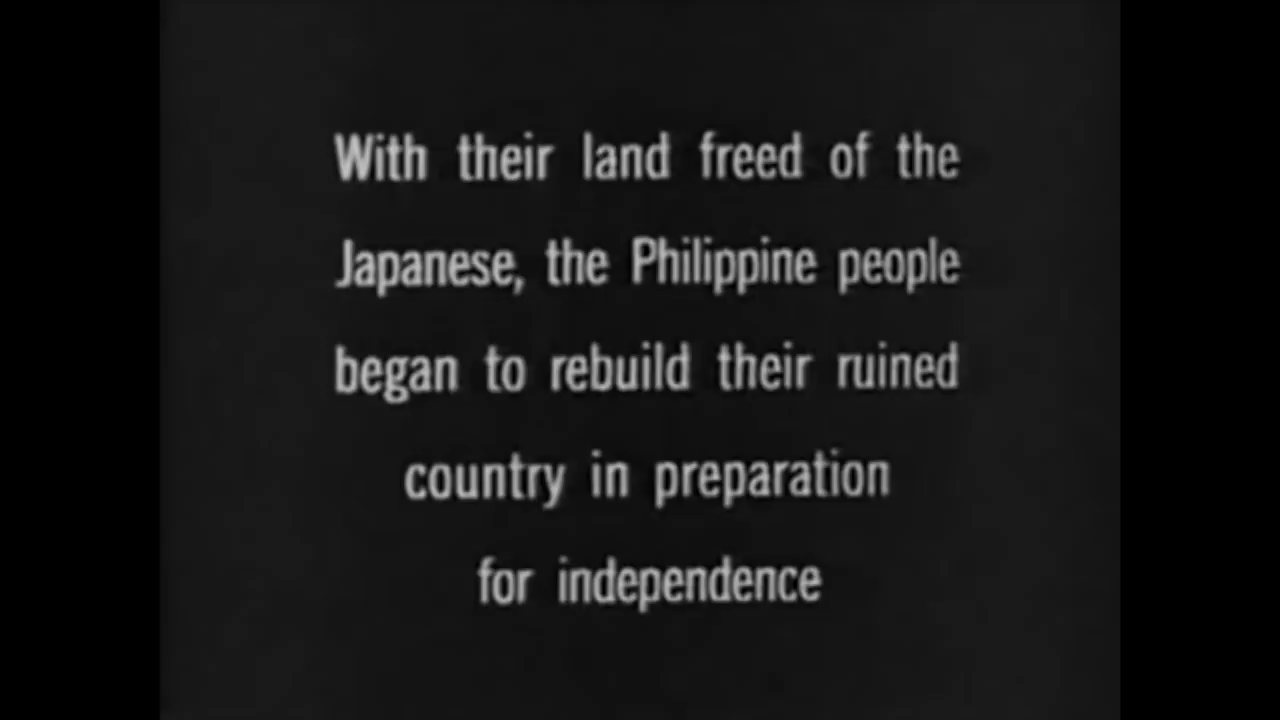 With their land freed of the
Japanese, the Philippine people
began to rebuild their ruined
country in preparation
for independence